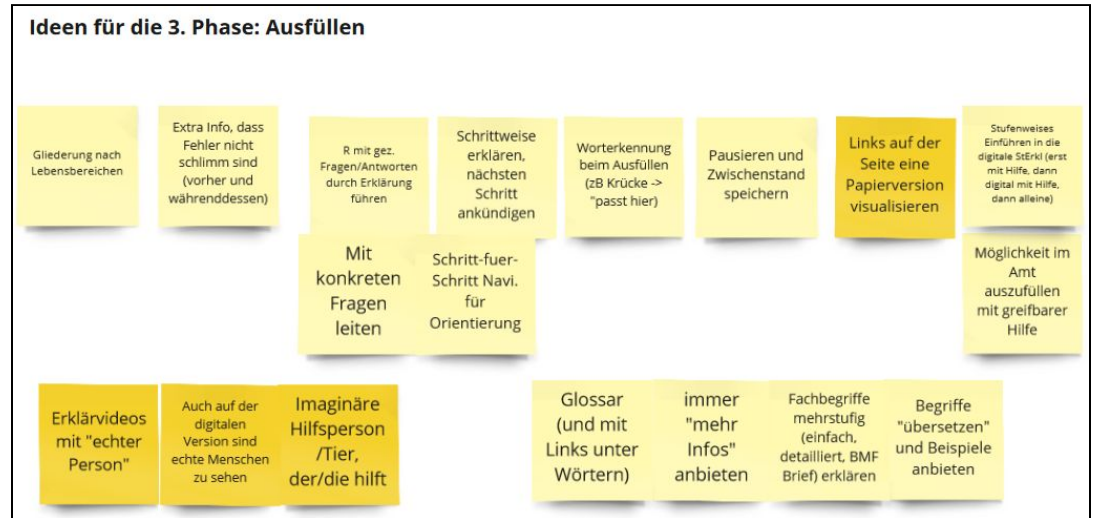 Ideen für die 3. Phase: Ausfüllen
Gliederung nach
Lebensbereichen
Extra Info, dass
Fehler nicht
schlimm sind
(vorher und
währenddessen)
R mit gez.
Fragen/Antworten
durch Erklärung
führen
Schrittweise
erklären,
nächsten
Schritt
ankündigen
Worterkennung
beim Ausfüllen
(zB Krücke ->
"passt hier)
Pausieren und
Zwischenstand
speichern
Links auf der
Seite eine
Papierversion
visualisieren
Stufenweises
Einführen in die
digitale StErkl (erst
mit Hilfe, dann
digital mit Hilfe,
dann alleine)
Mit
konkreten
Fragen
leiten
Schritt-fuer-
Schritt Navi.
für
Orientierung
Möglichkeit im
Amt
auszufüllen
mit greifbarer
Hilfe
Erklärvideos
mit "echter
Person"
Auch auf der
digitalen
Version sind
echte Menschen
zu sehen
Imaginäre
Hilfsperson
/Tier,
der/die hilft
Glossar
(und mit
Links unter
Wörtern)
immer
"mehr
Infos"
anbieten
Fachbegriffe
mehrstufig
(einfach,
detailliert, BMF
Brief) erklären
Begriffe
"übersetzen"
und Beispiele
anbieten